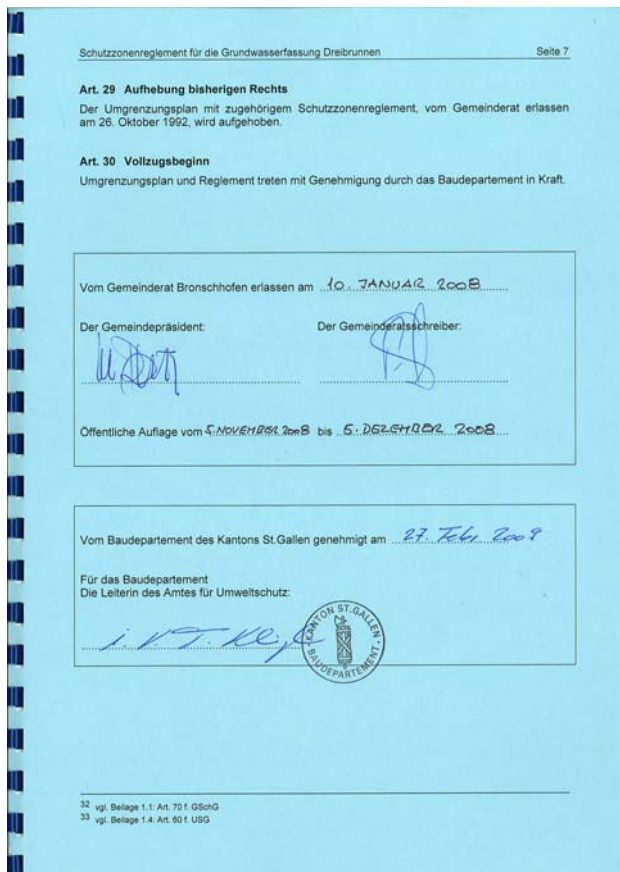 Schutzzonenreglement für die Grundwasserfassung Dreibrunnen Seite 7
Art. 29 Aufhebung bisherigen Rechts
Der Umgrenzungsplan mit zugehörigem Schutzzonenreglement, vom Gemeinderat erlassen
am 26. Oktober 1992, wird aufgehoben.
Art. 30 Vollzugsbeginn
Umgrenzungsplan und Reglement treten mit Genehmigung durch das Baudepartement in Kraft.
Vom Gemeinderat Bronschhofen erlassen am 10. JANUAR 2008
Der Gemeindepräsident: Der Gemeinderatsschreiber:
Öffentliche Auflage vom 5. NOVEMBER 2008 bis 5. DEZEMBER 2008
Vom Baudepartement des Kantons St.Gallen genehmigt am 27. Feb. 2009
Für das Baudepartement
Die Leiterin des Amtes für Umweltschutz:
i. V. T.
KANTON ST.GALLEN
BAUDEPARTEMENT
32 vgl. Beilage 1.1: Art. 70 f. GSchG
33 vgl. Beilage 1.4: Art. 60 f. USG